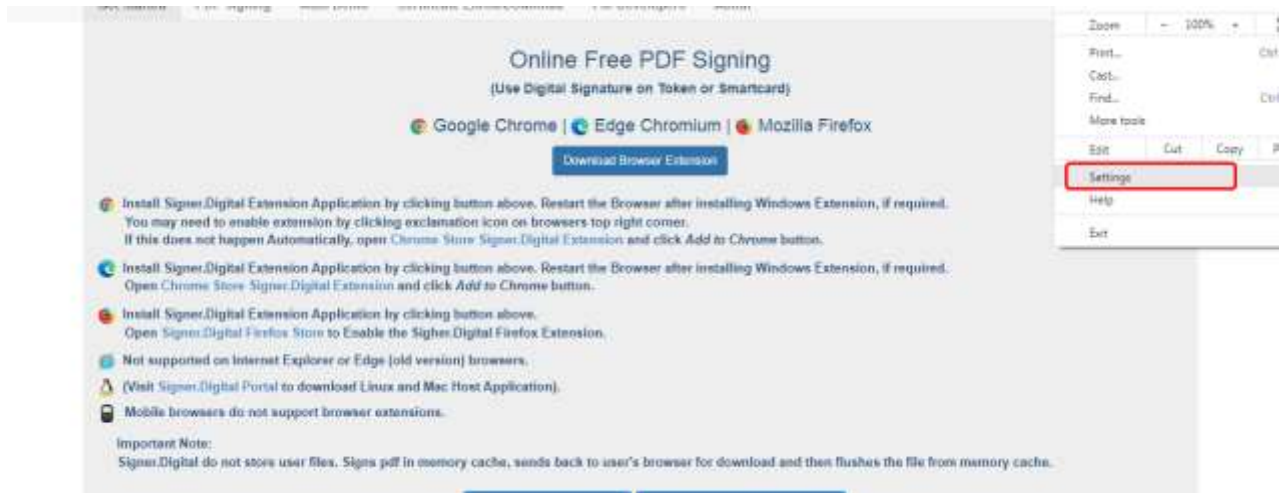 Online Free PDF Signing
(Use Digital Signature on Token or Smartcard)
Google Chrome | Edge Chromium | Mozilla Firefox
Download Browser Extension
Install Signer.Digital Extension Application by clicking button above. Restart the Browser after installing Windows Extension, if required.
You may need to enable extension by clicking exclamation icon on browsers top right corner.
If this does not happen Automatically, open Chrome Store Signer.Digital Extension and click Add to Chrome button.
Install Signer.Digital Extension Application by clicking button above. Restart the Browser after installing Windows Extension, if required.
Open Chrome Store Signer.Digital Extension and click Add to Chrome button.
Install Signer.Digital Extension Application by clicking button above.
Open Signer.Digital Firefox Store to Enable the Sigher.Digital Firefox Extension.
Not supported on Internet Explorer or Edge (old version) browsers.
(Visit Signer.Digital Portal to download Linux and Mac Host Application).
Mobile browsers do not support browser extensions.
Important Note:
Signer.Digital do not store user files. Signs pdf in memory cache, sends back to user's browser for download and then flushes the file from memory cache.
Zoom - 100% +
Print... Ctrl
Cast...
Find... Ctrl
More tools
Edit Cut Copy P
Settings
Help
Exit